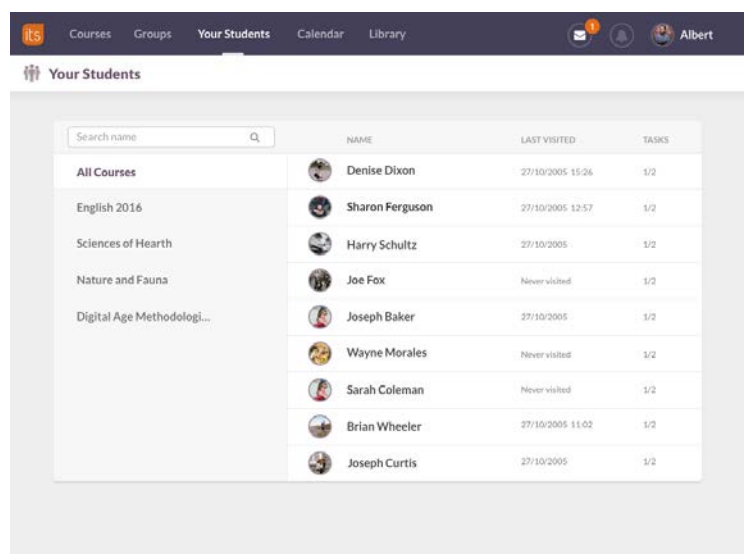 its Courses Groups Your Students Calendar Library 1 Albert
Your Students
Search name
NAME LAST VISITED TASKS
All Courses
English 2016
Sciences of Hearth
Nature and Fauna
Digital Age Methodologi...
Denise Dixon 27/10/2005 15:26 1/2
Sharon Ferguson 27/10/2005 12:57 1/2
Harry Schultz 27/10/2005 1/2
Joe Fox Never visited 1/2
Joseph Baker 27/10/2005 1/2
Wayne Morales Never visited 1/2
Sarah Coleman Never visited 1/2
Brian Wheeler 27/10/2005 11:02 1/2
Joseph Curtis 27/10/2005 1/2